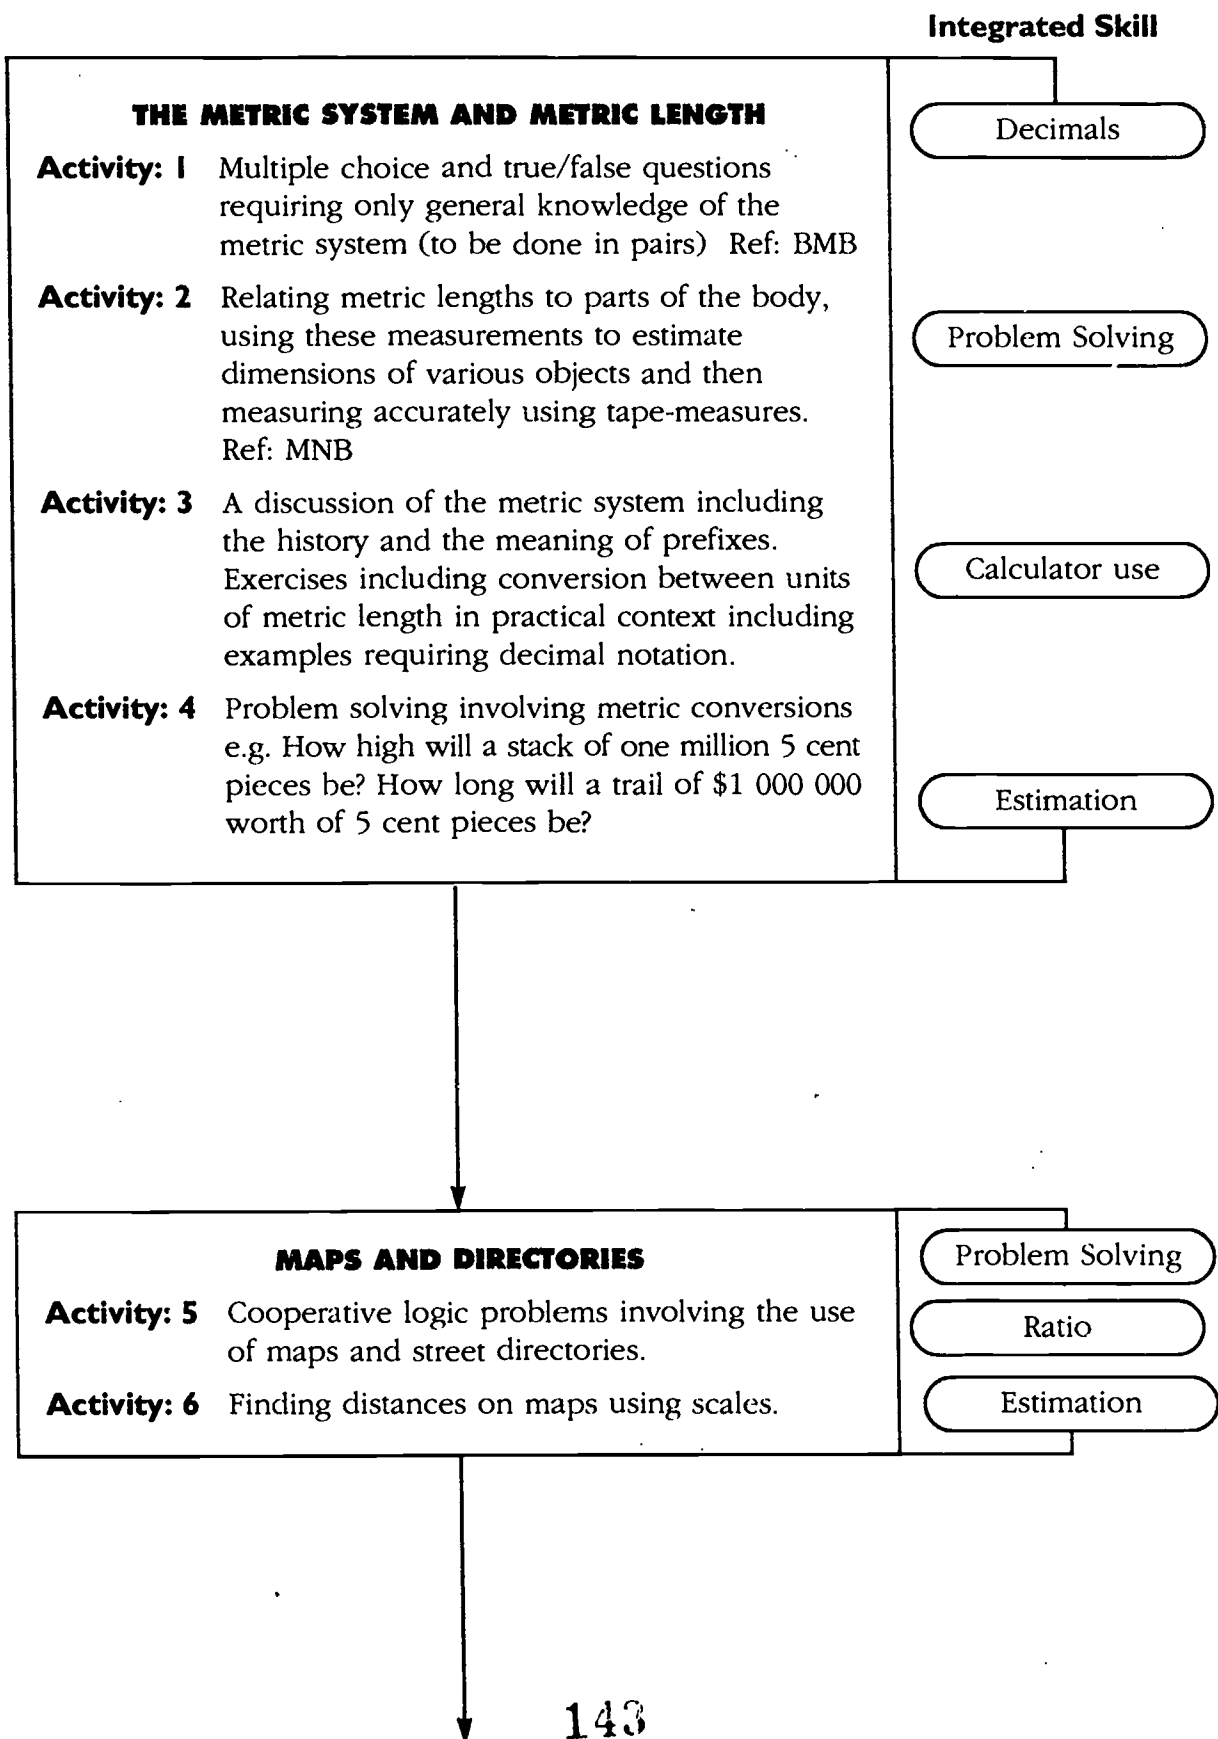 Integrated Skill
THE METRIC SYSTEM AND METRIC LENGTH
Activity: 1 Multiple choice and true/false questions
requiring only general knowledge of the
metric system (to be done in pairs) Ref: BMB
Activity: 2 Relating metric lengths to parts of the body,
using these measurements to estimate
dimensions of various objects and then
measuring accurately using tape-measures.
Ref: MNB
Activity: 3 A discussion of the metric system including
the history and the meaning of prefixes.
Exercises including conversion between units
of metric length in practical context including
examples requiring decimal notation.
Activity: 4 Problem solving involving metric conversions
e.g. How high will a stack of one million 5 cent
pieces be? How long will a trail of $1 000 000
worth of 5 cent pieces be?
Decimals
Problem Solving
Calculator use
Estimation
MAPS AND DIRECTORIES
Activity: 5 Cooperative logic problems involving the use
of maps and street directories.
Activity: 6 Finding distances on maps using scales.
Problem Solving
Ratio
Estimation
143